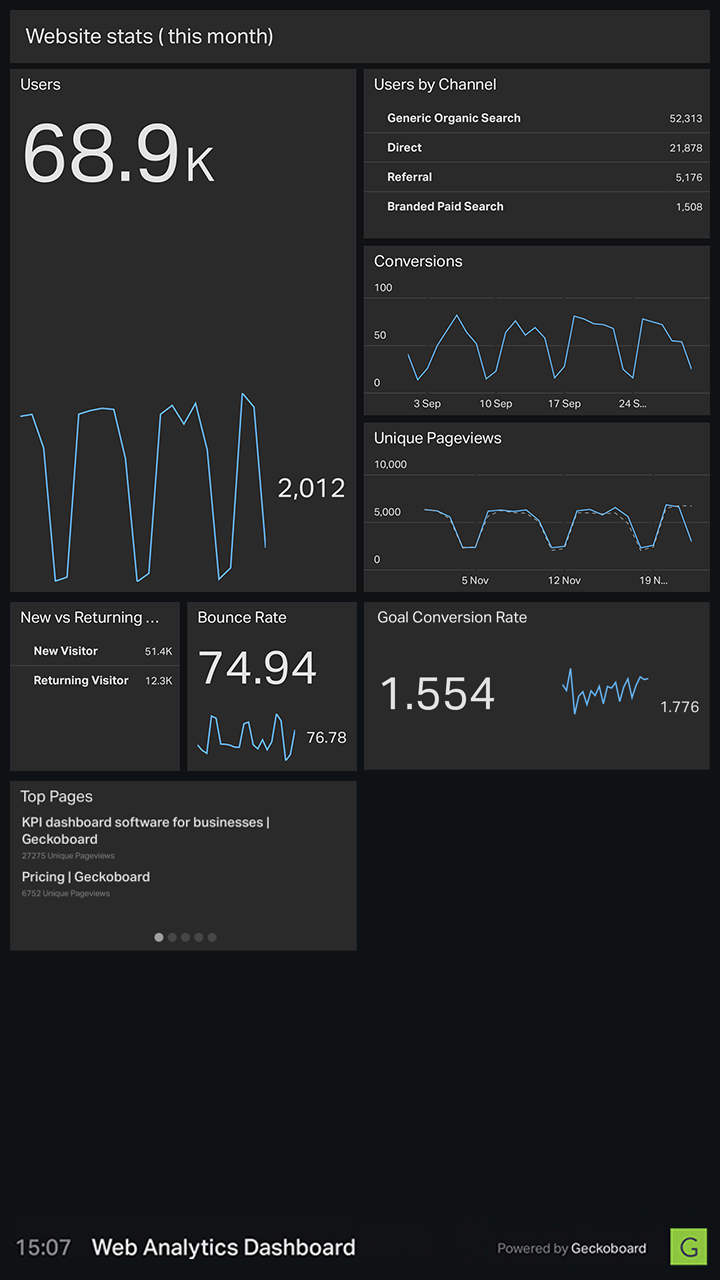 Website stats ( this month)
Users
68.9K
2,012
Users by Channel
Generic Organic Search 52,313
Direct 21,878
Referral 5,176
Branded Paid Search 1,508
Conversions
100
50
0
3 Sep 10 Sep 17 Sep 24 S...
Unique Pageviews
10,000
5,000
0
5 Nov 12 Nov 19 N...
New vs Returning ...
New Visitor 51.4K
Returning Visitor 12.3K
Bounce Rate
74.94
76.78
Goal Conversion Rate
1.554
1.776
Top Pages
KPI dashboard software for businesses |
Geckoboard
27275 Unique Pageviews
Pricing | Geckoboard
6752 Unique Pageviews
15:07 Web Analytics Dashboard Powered by Geckoboard G